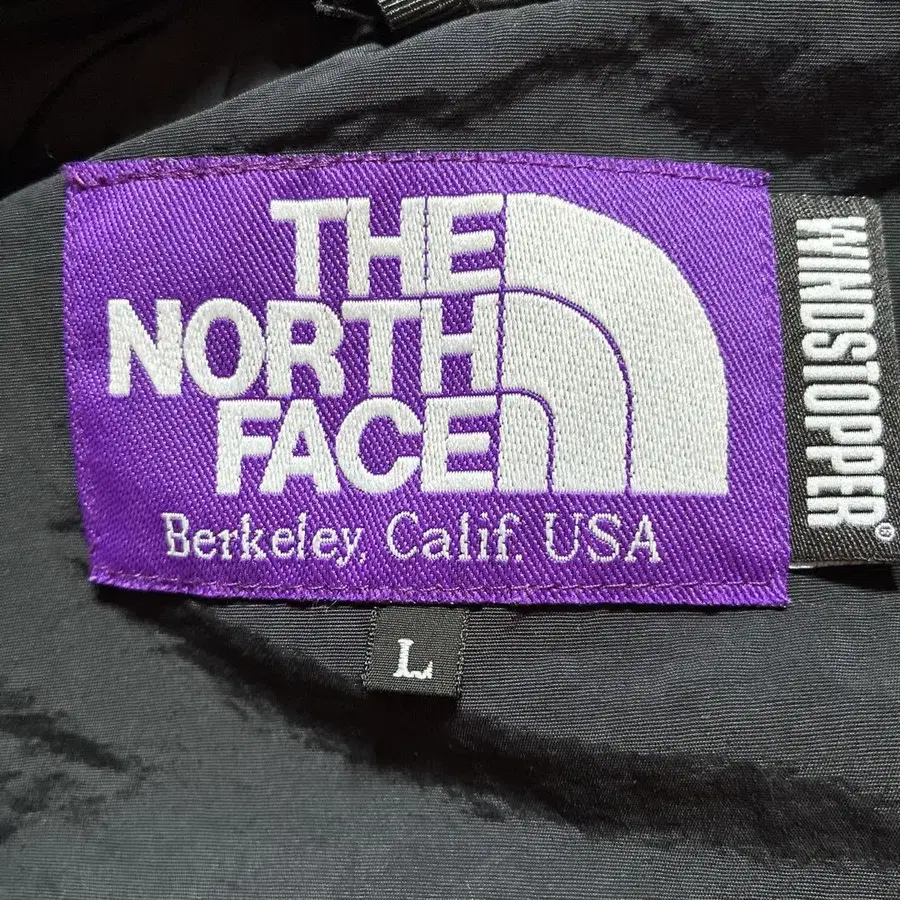 THE
NORTH
FACE
Berkeley, Calif. USA
WINDSTOPPER®
L